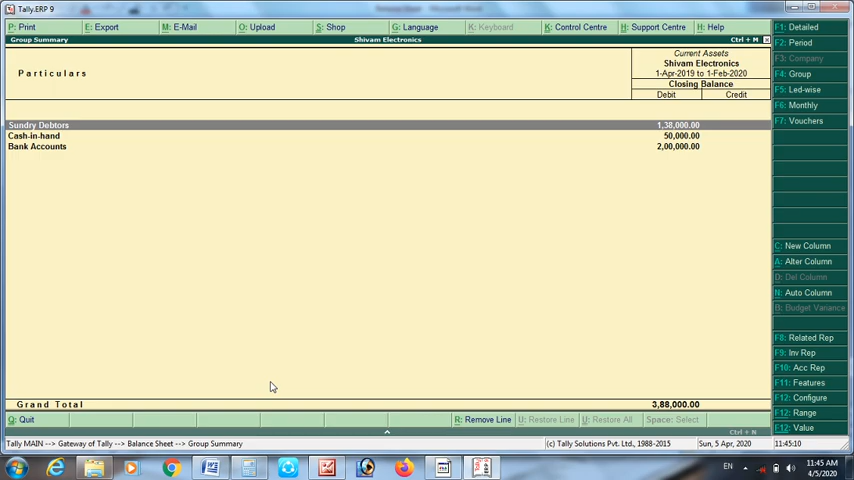 Tally.ERP 9
P: Print E: Export M: E-Mail O: Upload S: Shop G: Language K: Keyboard K: Control Centre H: Support Centre H: Help
F1: Detailed
Group Summary Shivam Electronics Ctrl + M
F2: Period
F3: Company
F4: Group
F5: Led-wise
F6: Monthly
F7: Vouchers
Particulars
Current Assets
Shivam Electronics
1-Apr-2019 to 1-Feb-2020
Closing Balance
Debit Credit
Sundry Debtors 1,38,000.00
Cash-in-hand 50,000.00
Bank Accounts 2,00,000.00
C: New Column
A: Alter Column
D: Del Column
N: Auto Column
B: Budget Variance
F8: Related Rep
F9: Inv Rep
F10: Acc Rep
F11: Features
F12: Configure
F12: Range
F12: Value
Grand Total 3,88,000.00
Q: Quit R: Remove Line U: Restore Line U: Restore All Space: Select
Ctrl + N
Tally MAIN --> Gateway of Tally --> Balance Sheet --> Group Summary (c) Tally Solutions Pvt. Ltd., 1988-2015 Sun, 5 Apr, 2020 11:45:10
EN 11:45 AM
4/5/2020